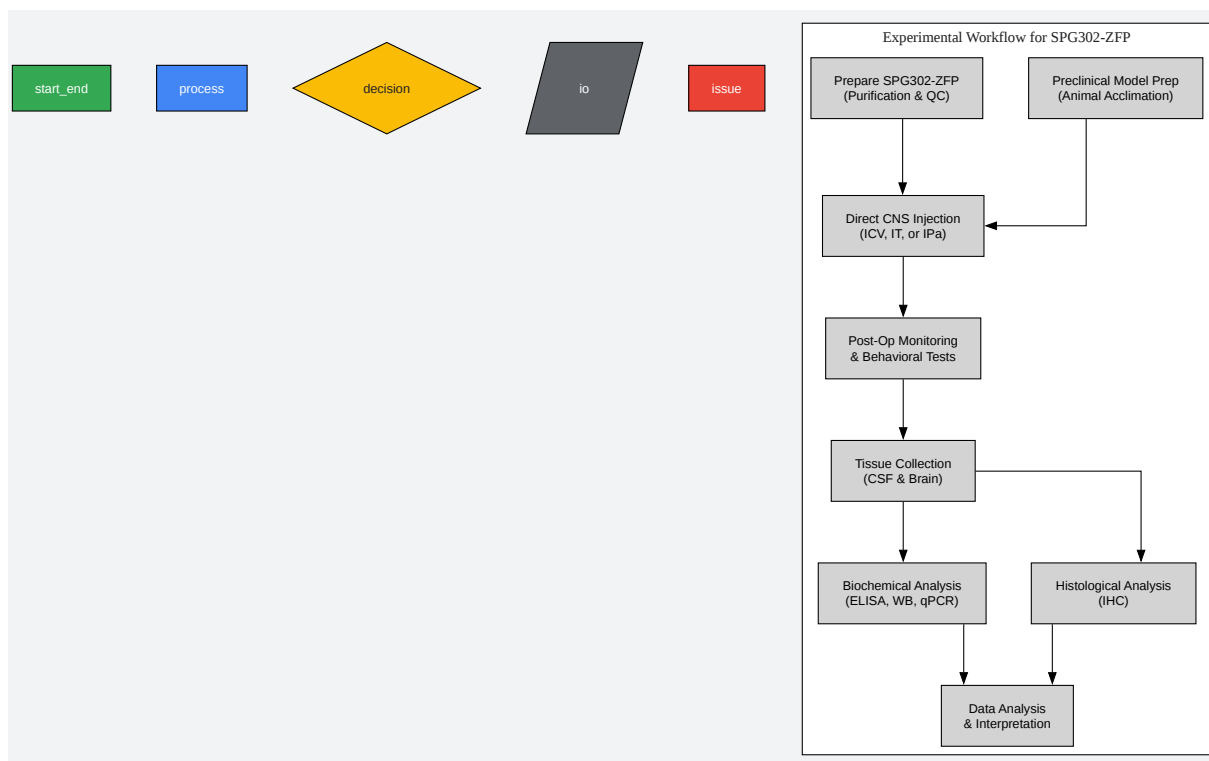 start_end
process
decision
io
issue
Experimental Workflow for SPG302-ZFP
Prepare SPG302-ZFP
(Purification & QC)
Preclinical Model Prep
(Animal Acclimation)
Direct CNS Injection
(ICV, IT, or IPa)
Post-Op Monitoring
& Behavioral Tests
Tissue Collection
(CSF & Brain)
Biochemical Analysis
(ELISA, WB, qPCR)
Histological Analysis
(IHC)
Data Analysis
& Interpretation